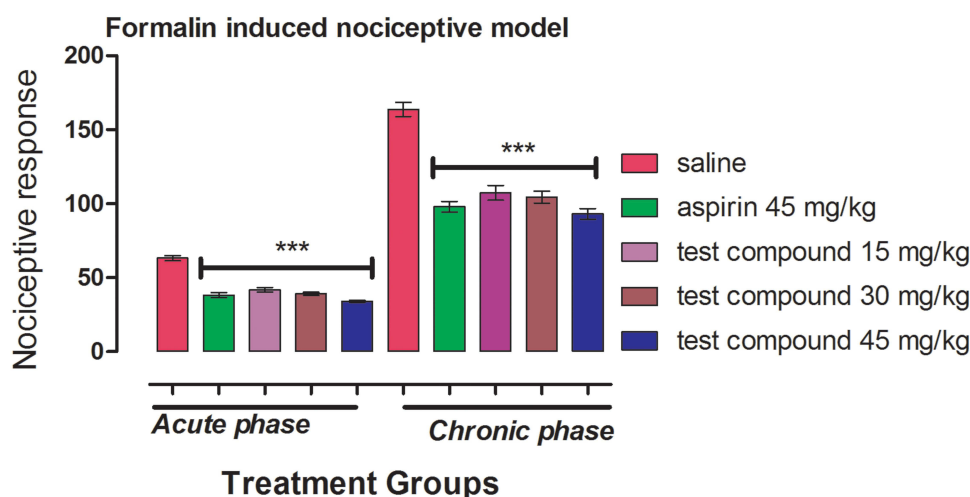 Formalin induced nociceptive model
Nociceptive response
200
150
100
50
0
***
***
Acute phase
Chronic phase
Treatment Groups
saline
aspirin 45 mg/kg
test compound 15 mg/kg
test compound 30 mg/kg
test compound 45 mg/kg